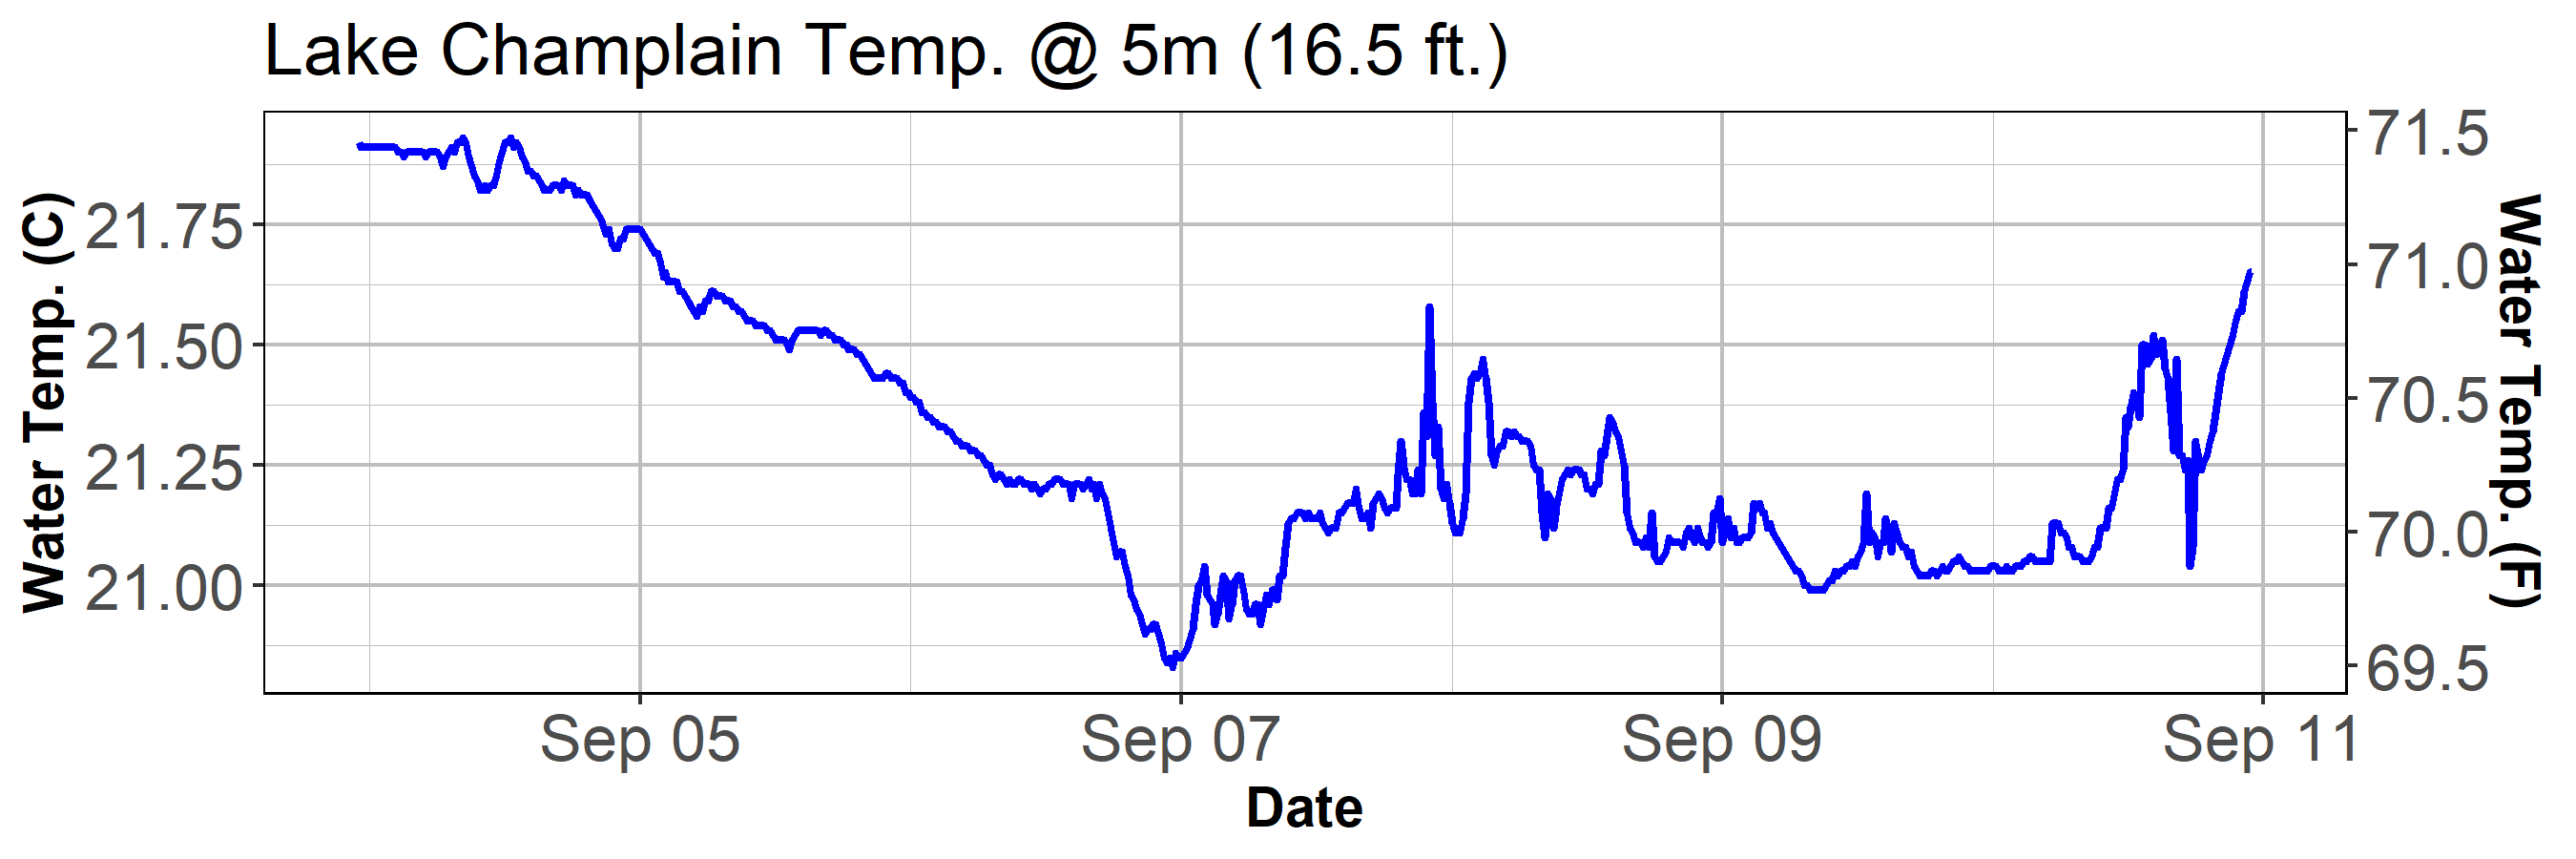 Lake Champlain Temp. @ 5m (16.5 ft.)
Water Temp. (C)
21.75
21.50
21.25
21.00
71.5
71.0
70.5
70.0
69.5
Water Temp. (F)
Sep 05 Sep 07 Sep 09 Sep 11
Date